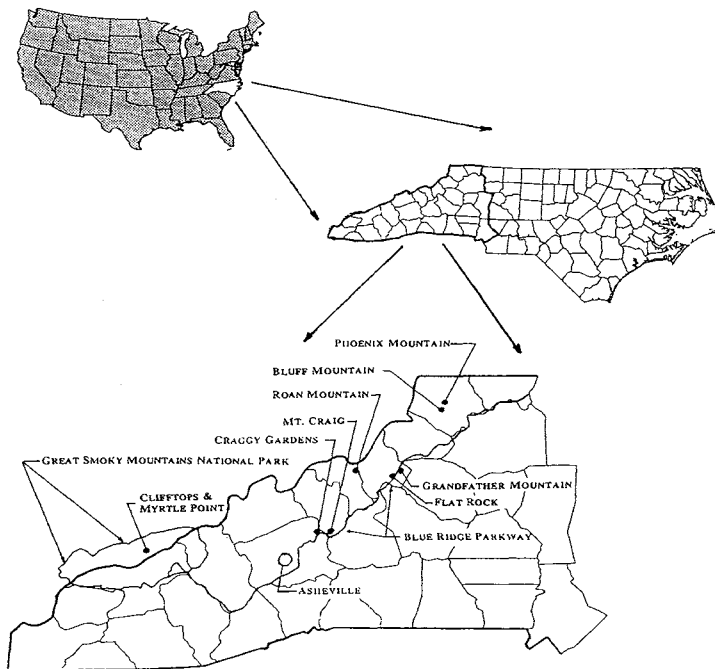 PHOENIX MOUNTAIN
BLUFF MOUNTAIN
ROAN MOUNTAIN
MT. CRAIG
CRAGGY GARDENS
GREAT SMOKY MOUNTAINS NATIONAL PARK
CLIFFTOPS &
MYRTLE POINT
GRANDFATHER MOUNTAIN
FLAT ROCK
BLUE RIDGE PARKWAY
ASHEVILLE